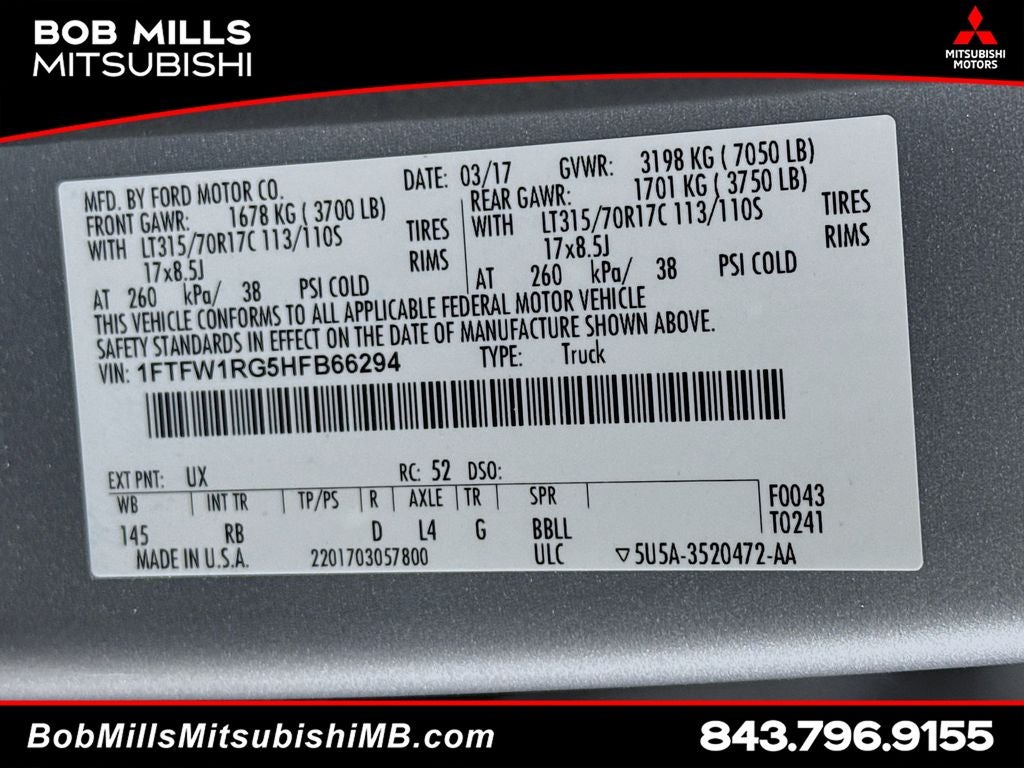 BOB MILLS
MITSUBISHI
MITSUBISHI
MOTORS
MFD. BY FORD MOTOR CO.
DATE: 03/17
GVWR: 3198 KG ( 7050 LB)
FRONT GAWR: 1678 KG ( 3700 LB)
WITH LT315/70R17C 113/110S TIRES
17x8.5J RIMS
AT 260 kPa/ 38 PSI COLD
REAR GAWR: 1701 KG ( 3750 LB)
WITH LT315/70R17C 113/110S TIRES
17x8.5J RIMS
AT 260 kPa/ 38 PSI COLD
THIS VEHICLE CONFORMS TO ALL APPLICABLE FEDERAL MOTOR VEHICLE
SAFETY STANDARDS IN EFFECT ON THE DATE OF MANUFACTURE SHOWN ABOVE.
VIN: 1FTFW1RG5HFB66294 TYPE: Truck
EXT PNT: UX RC: 52 DSO:
WB INT TR TP/PS R AXLE TR SPR F0043
145 RB D L4 G BBLL T0241
MADE IN U.S.A. 2201703057800 ULC ▽5U5A-3520472-AA
BobMillsMitsubishiMB.com
843.796.9155